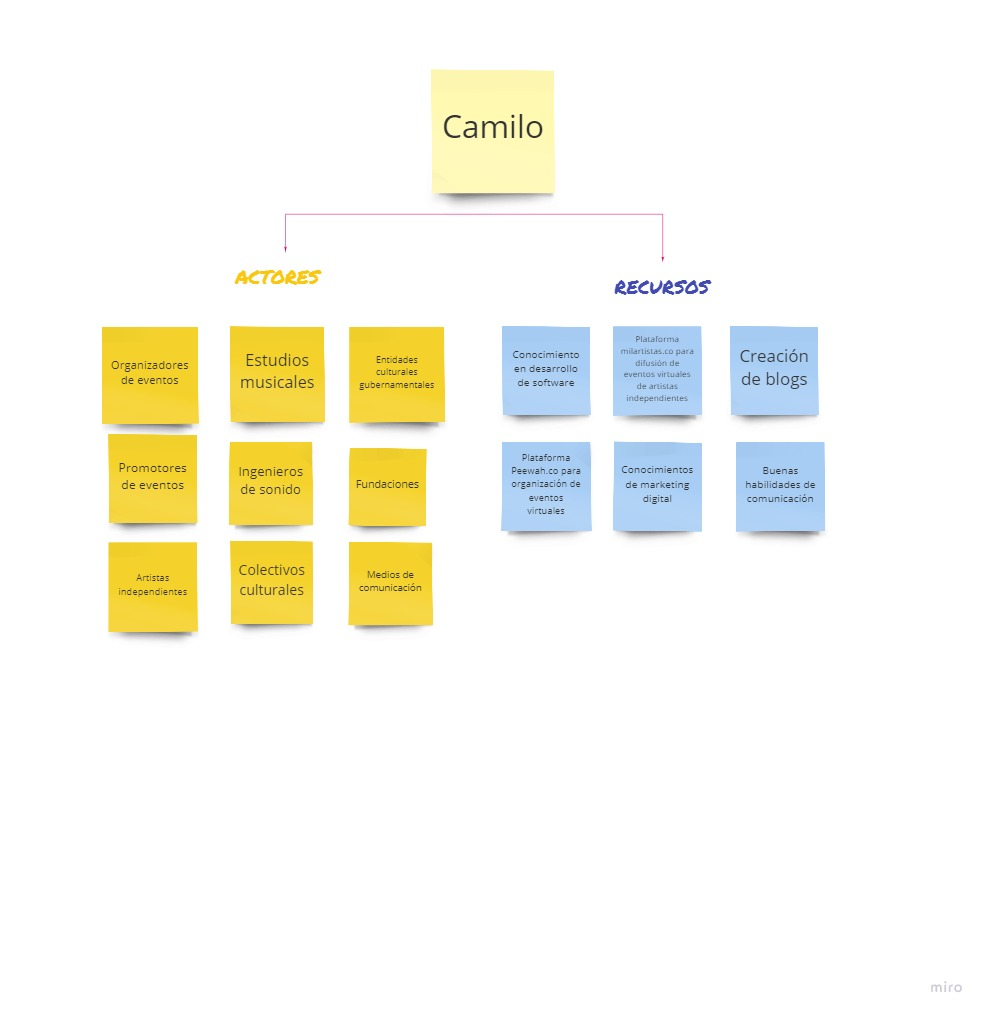 Camilo
ACTORES
RECURSOS
Organizadores
de eventos
Estudios
musicales
Entidades
culturales
gubernamentales
Promotores
de eventos
Ingenieros
de sonido
Fundaciones
Artistas
independientes
Colectivos
culturales
Medios de
comunicación
Conocimiento
en desarrollo
de software
Plataforma
milartistas.co para
difusión de
eventos virtuales
de artistas
independientes
Creación
de blogs
Plataforma
Peewah.co para
organización de
eventos
virtuales
Conocimientos
de marketing
digital
Buenas
habilidades de
comunicación
miro